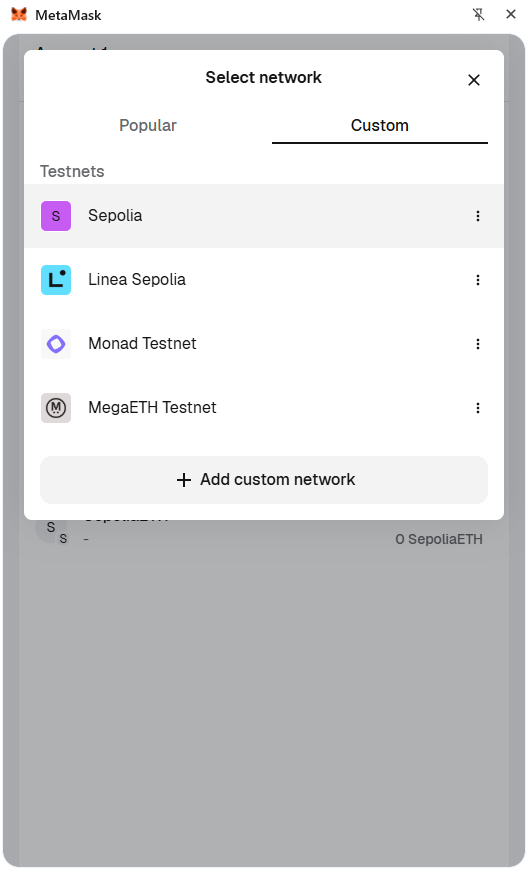 MetaMask
Select network
Popular
Custom
Testnets
S
Sepolia
Linea Sepolia
Monad Testnet
MegaETH Testnet
+ Add custom network
S
S
-
0 SepoliaETH